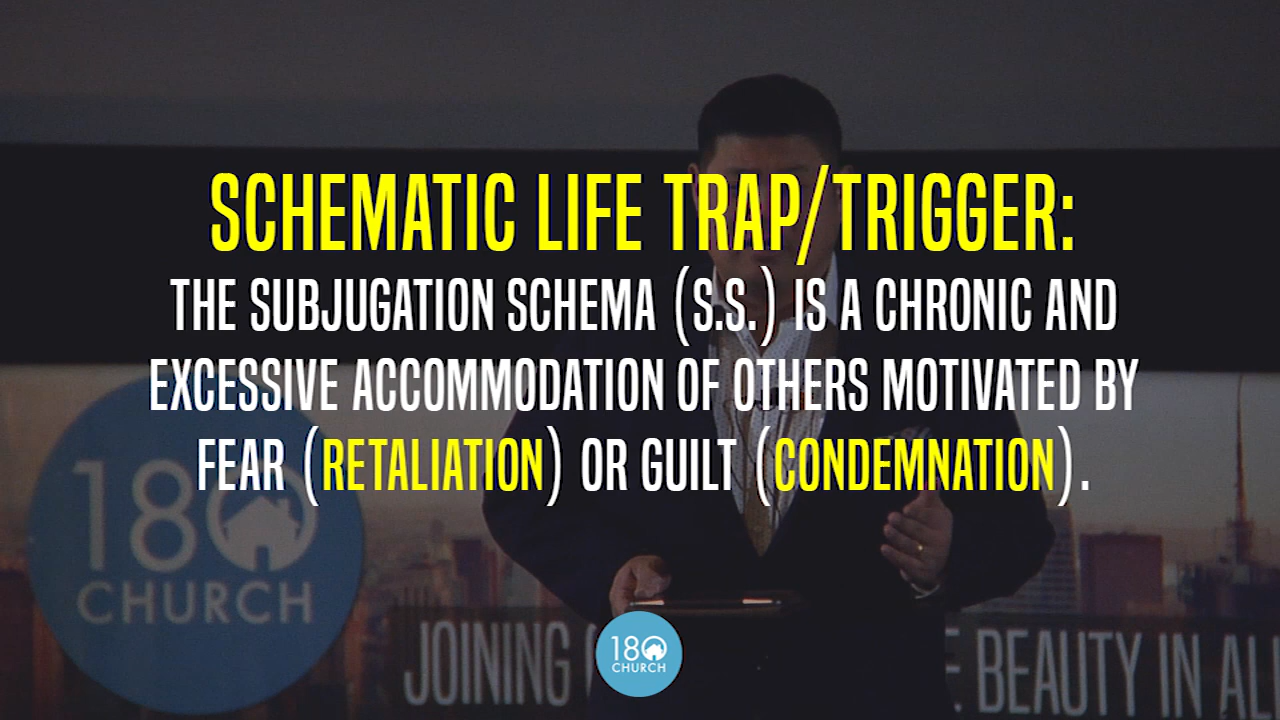 SCHEMATIC LIFE TRAP/TRIGGER:
THE SUBJUGATION SCHEMA (S.S.) IS A CHRONIC AND
EXCESSIVE ACCOMMODATION OF OTHERS MOTIVATED BY
FEAR (RETALIATION) OR GUILT (CONDEMNATION).
180
CHURCH
JOINING
BEAUTY IN
180
CHURCH